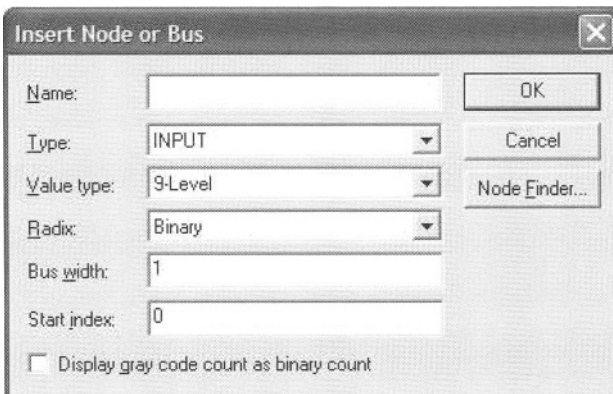 Insert Node or Bus
Name:
OK
Type: INPUT
Cancel
Value type: 9-Level
Node Finder...
Radix: Binary
Bus width: 1
Start index: 0
Display gray code count as binary count